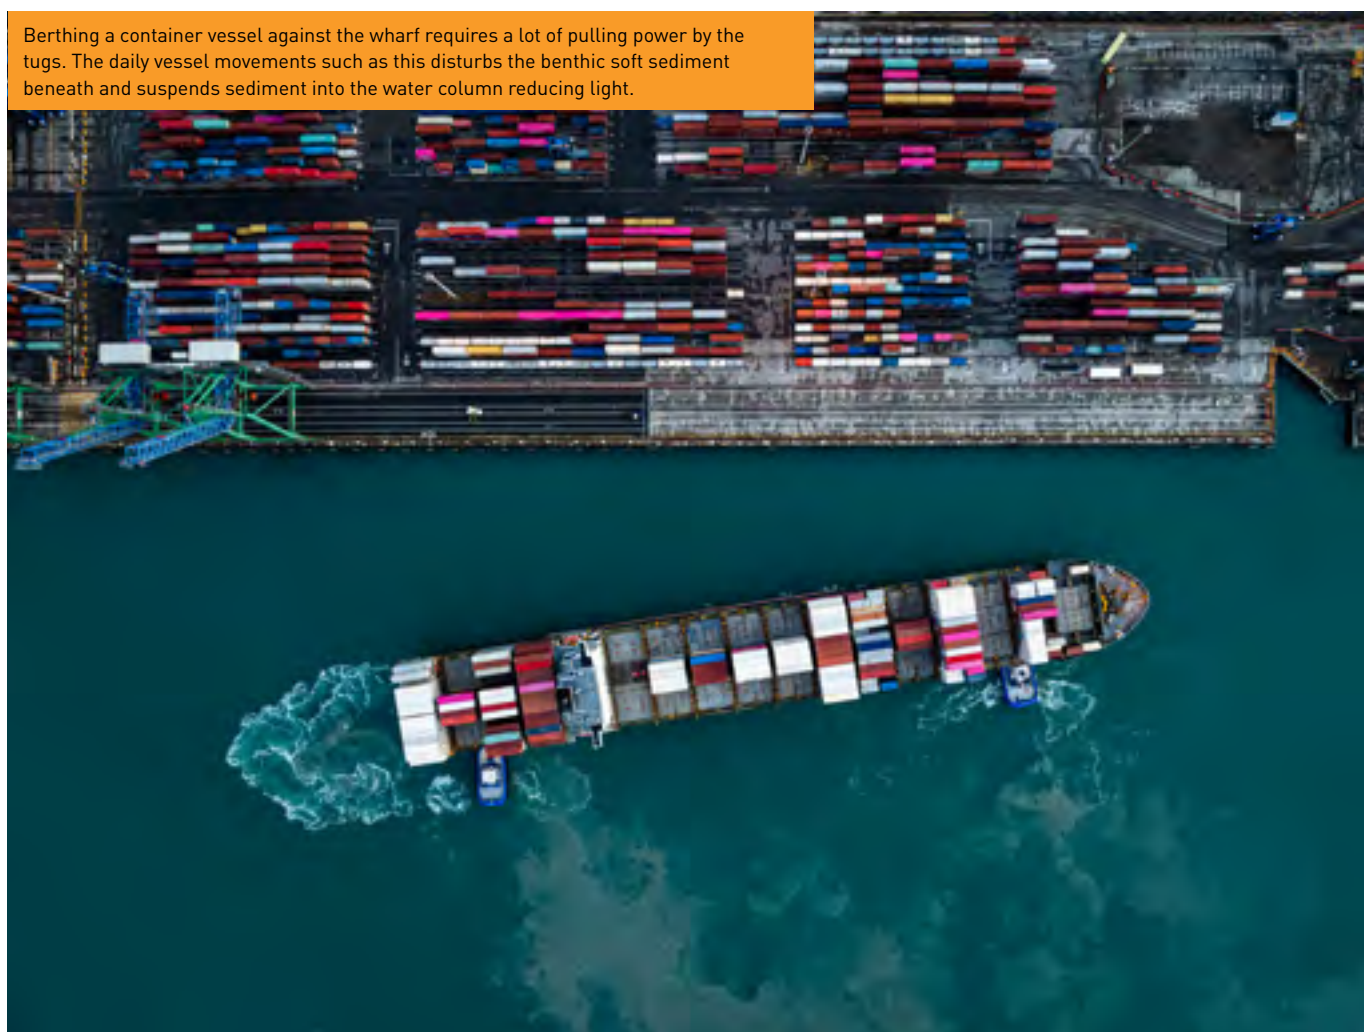 Berthing a container vessel against the wharf requires a lot of pulling power by the
tugs. The daily vessel movements such as this disturbs the benthic soft sediment
beneath and suspends sediment into the water column reducing light.